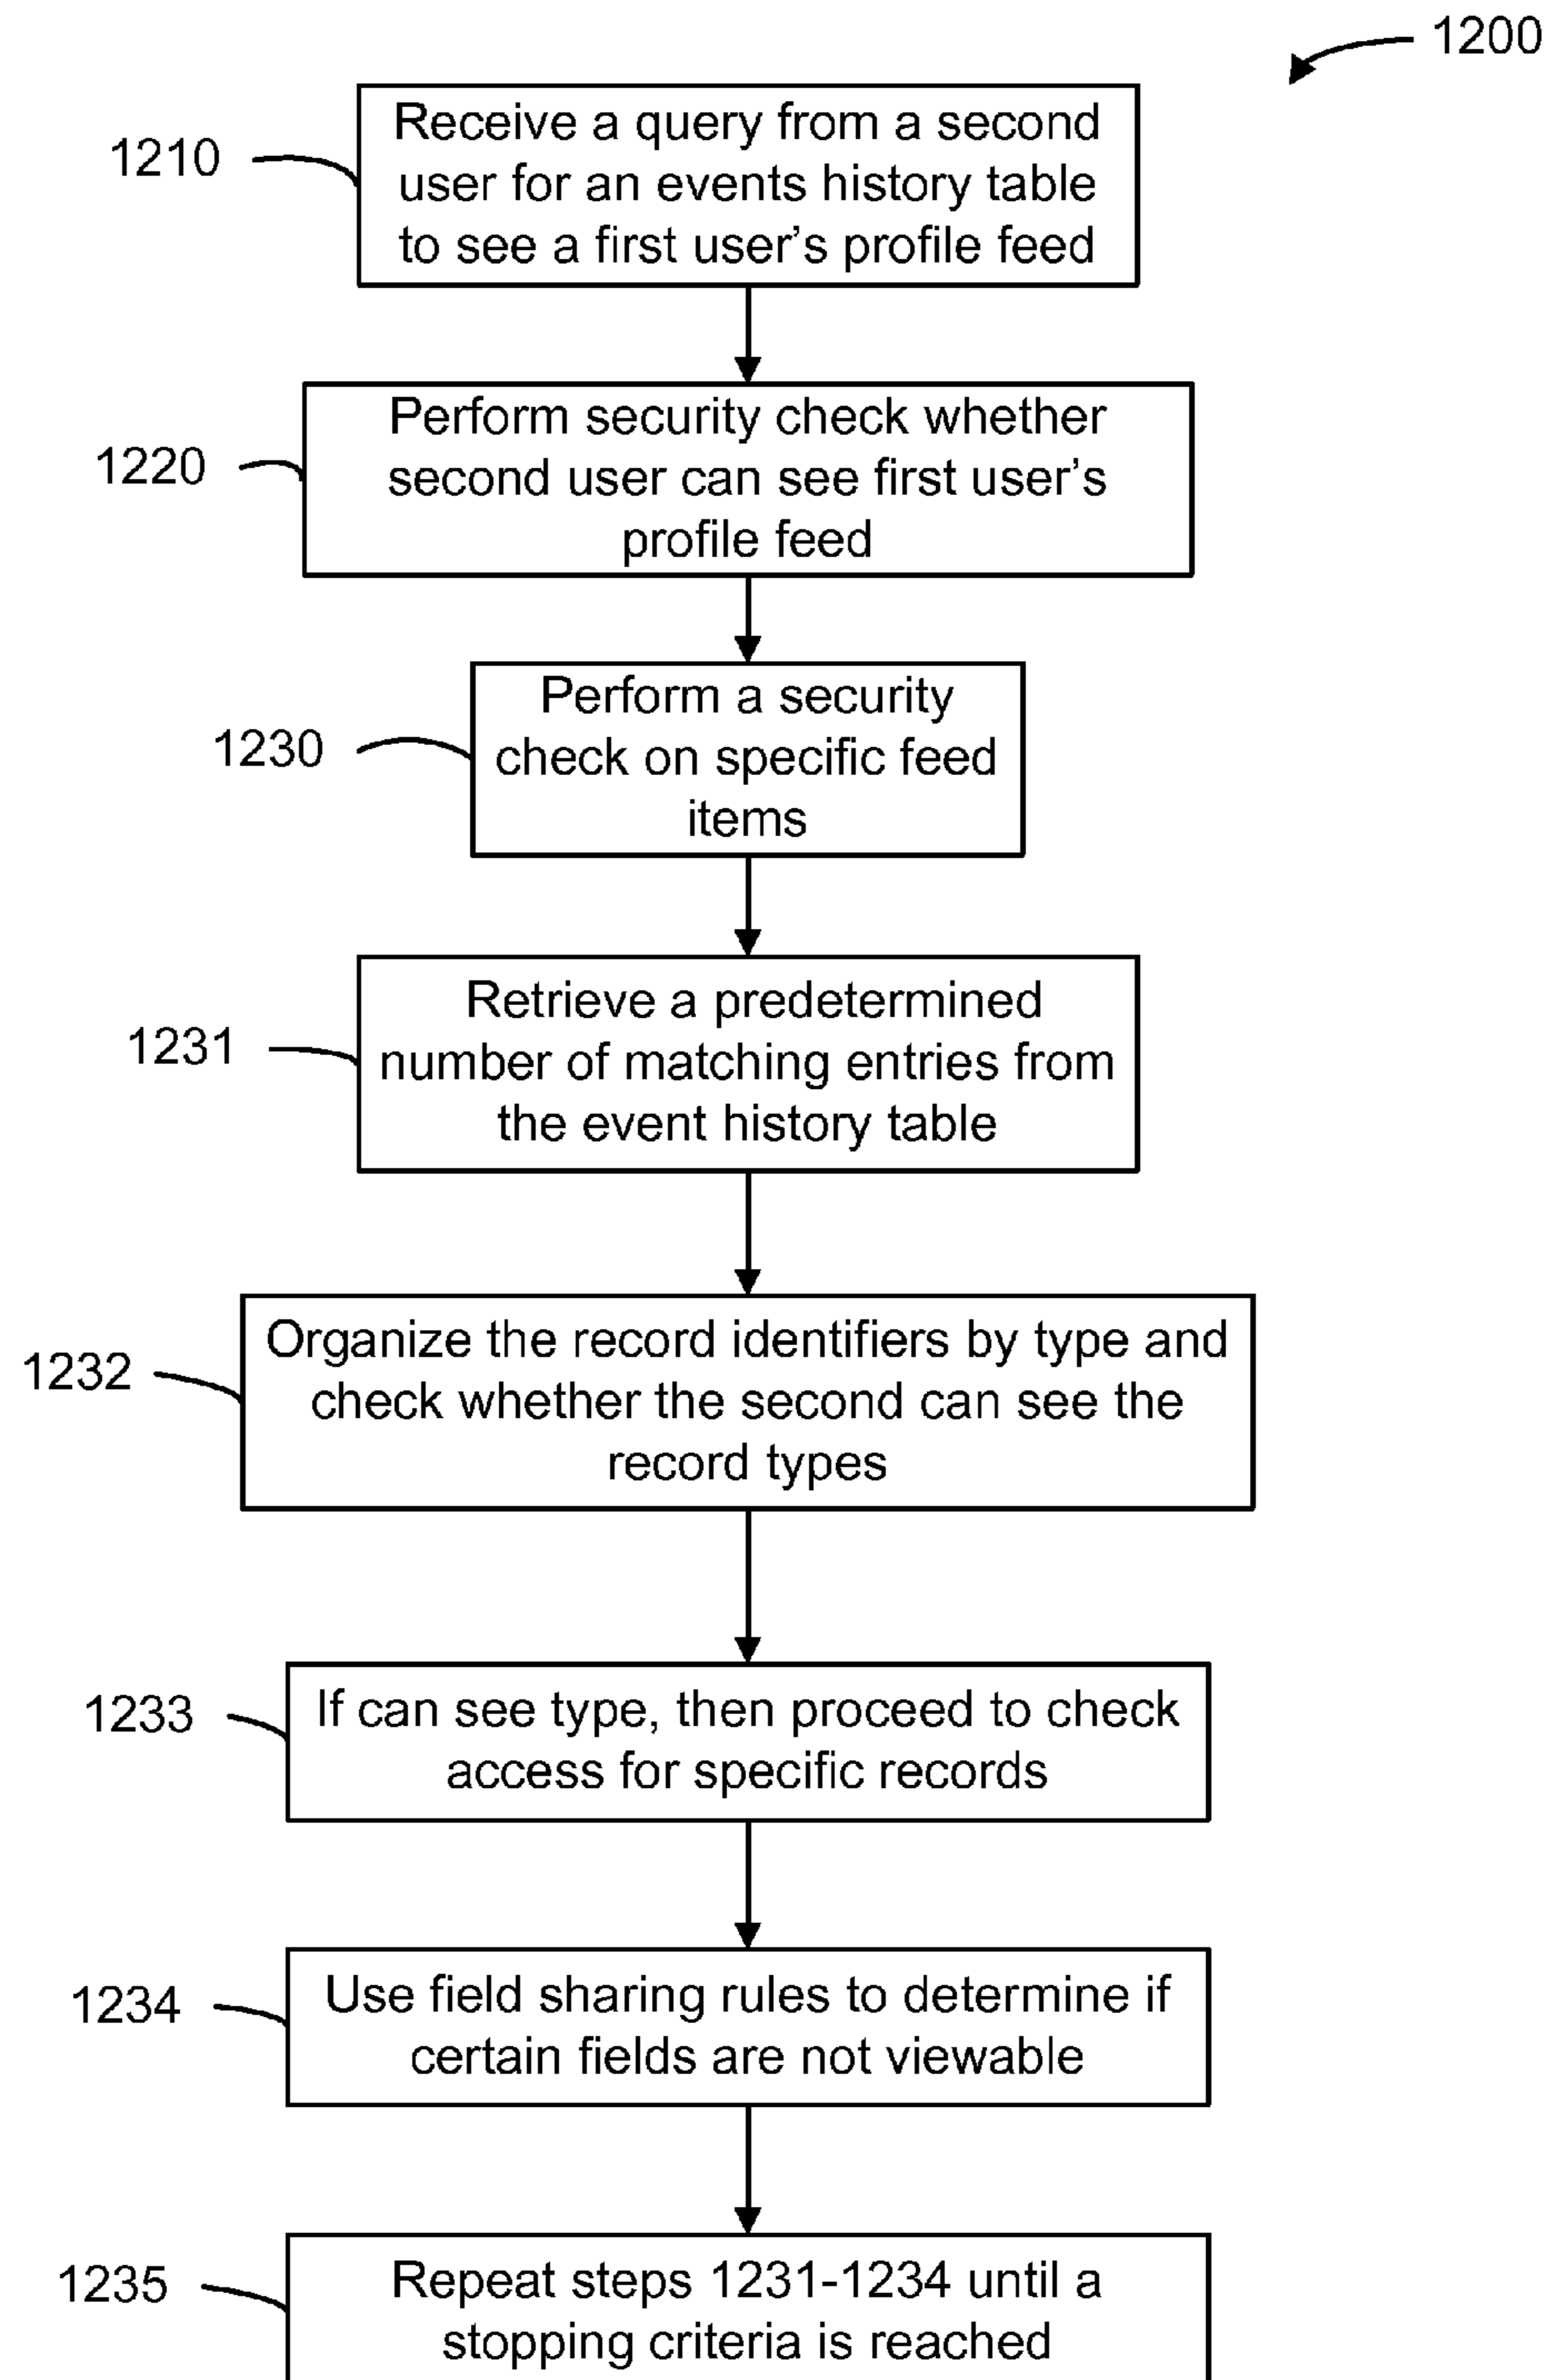 1200
1210
Receive a query from a second
user for an events history table
to see a first user's profile feed
1220
Perform security check whether
second user can see first user's
profile feed
1230
Perform a security
check on specific feed
items
1231
Retrieve a predetermined
number of matching entries from
the event history table
1232
Organize the record identifiers by type and
check whether the second can see the
record types
1233
If can see type, then proceed to check
access for specific records
1234
Use field sharing rules to determine if
certain fields are not viewable
1235
Repeat steps 1231-1234 until a
stopping criteria is reached